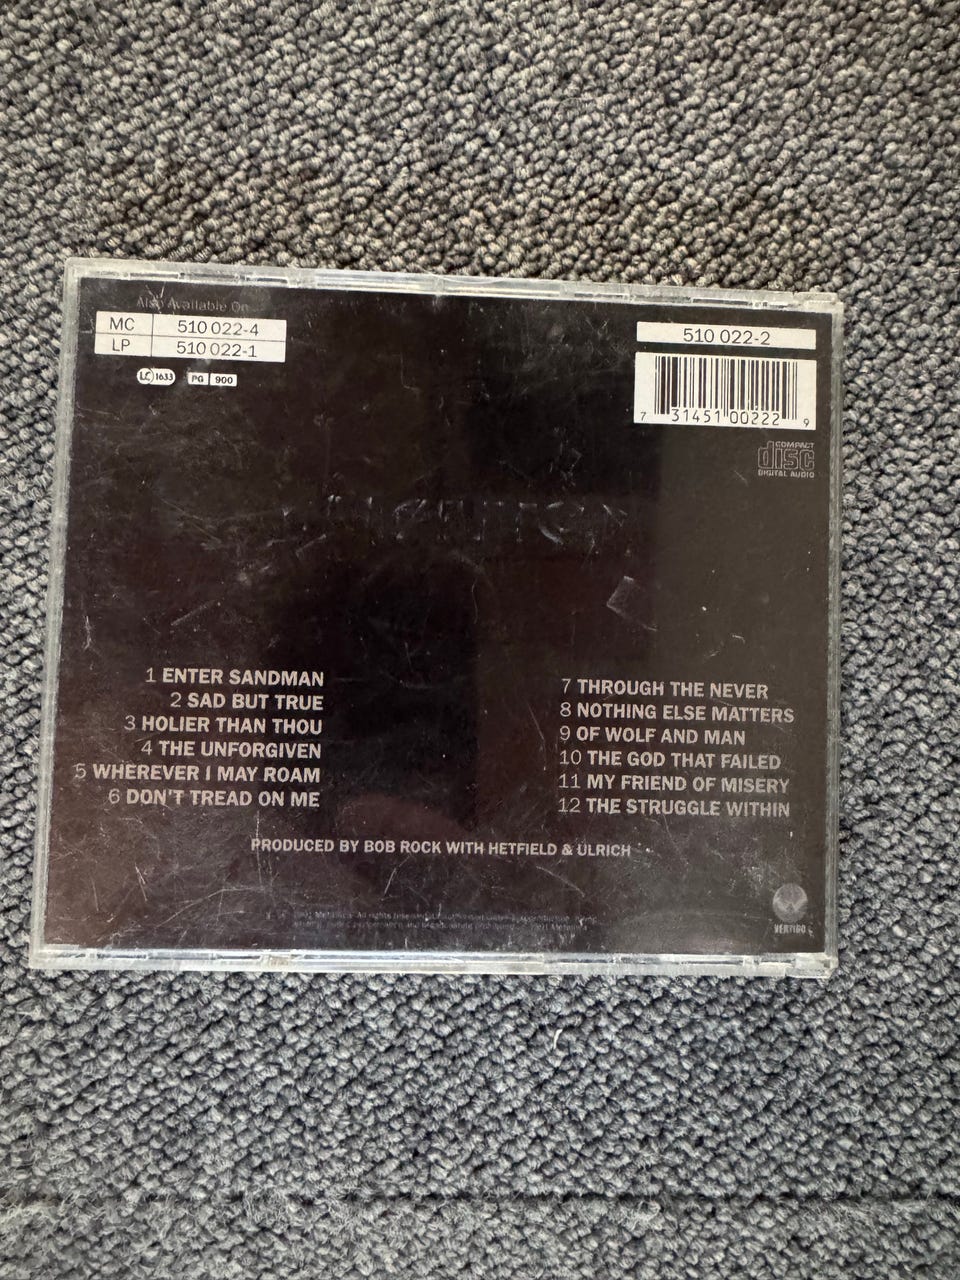 Also Available On
MC 510 022-4
LP 510 022-1
LC 1633 PG 900
510 022-2
7 31451 00222 9
COMPACT
disc
DIGITAL AUDIO
1 ENTER SANDMAN
2 SAD BUT TRUE
3 HOLIER THAN THOU
4 THE UNFORGIVEN
5 WHEREVER I MAY ROAM
6 DON'T TREAD ON ME
7 THROUGH THE NEVER
8 NOTHING ELSE MATTERS
9 OF WOLF AND MAN
10 THE GOD THAT FAILED
11 MY FRIEND OF MISERY
12 THE STRUGGLE WITHIN
PRODUCED BY BOB ROCK WITH HETFIELD & ULRICH
VERTIGO